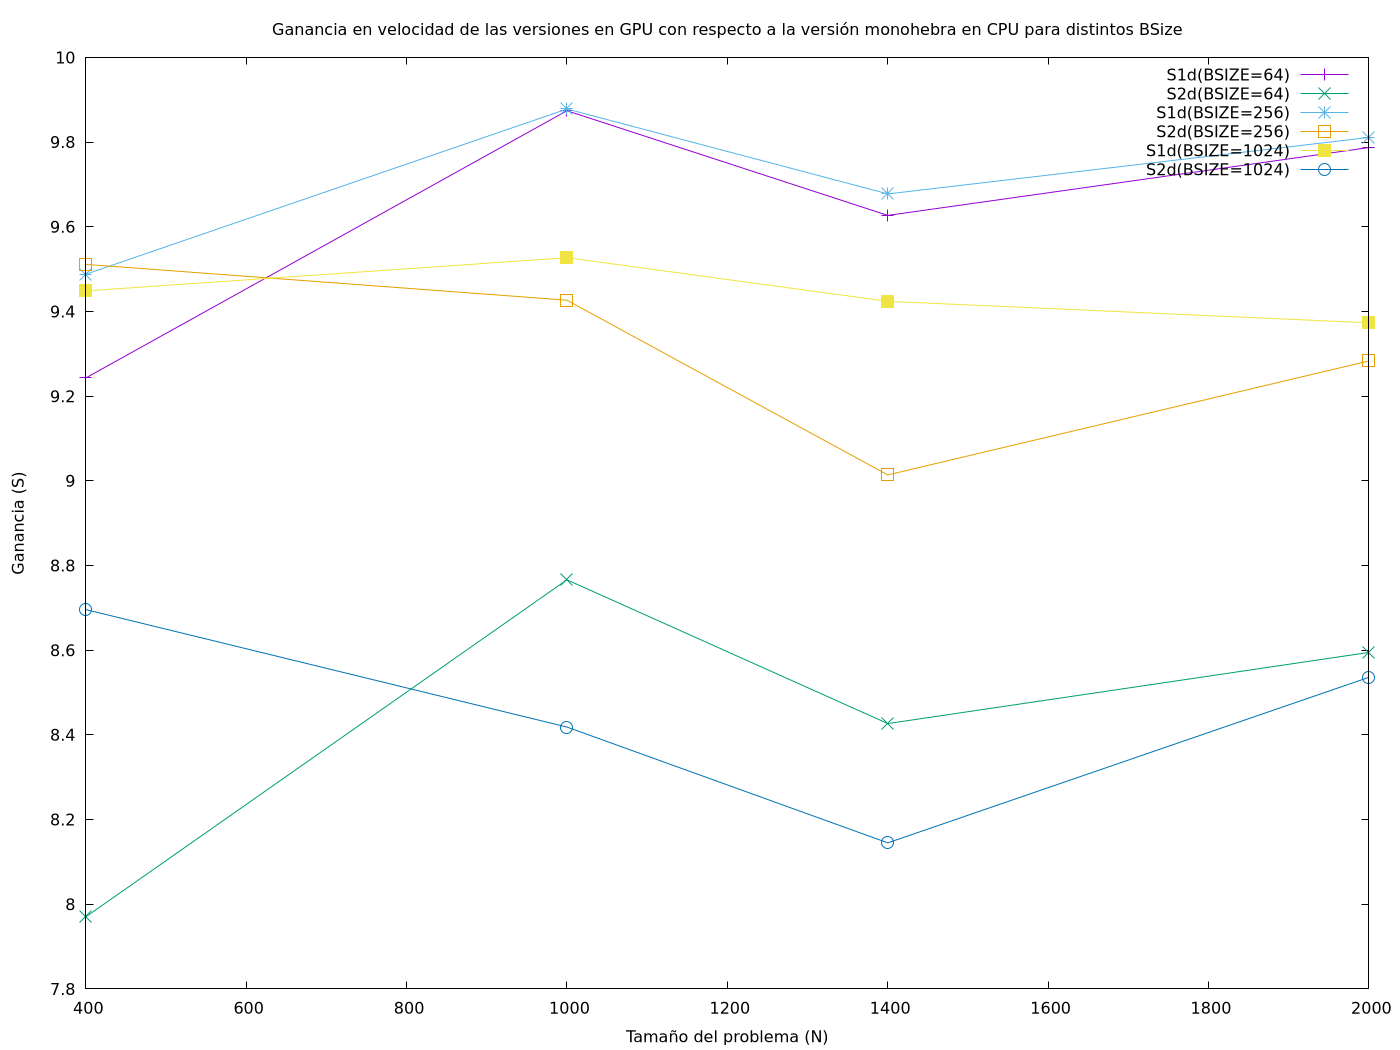 Ganancia en velocidad de las versiones en GPU con respecto a la versión monohebra en CPU para distintos BSize
10
9.8
9.6
9.4
9.2
9
8.8
8.6
8.4
8.2
8
7.8
Ganancia (S)
S1d(BSIZE=64)
S2d(BSIZE=64)
S1d(BSIZE=256)
S2d(BSIZE=256)
S1d(BSIZE=1024)
S2d(BSIZE=1024)
400 600 800 1000 1200 1400 1600 1800 2000
Tamaño del problema (N)